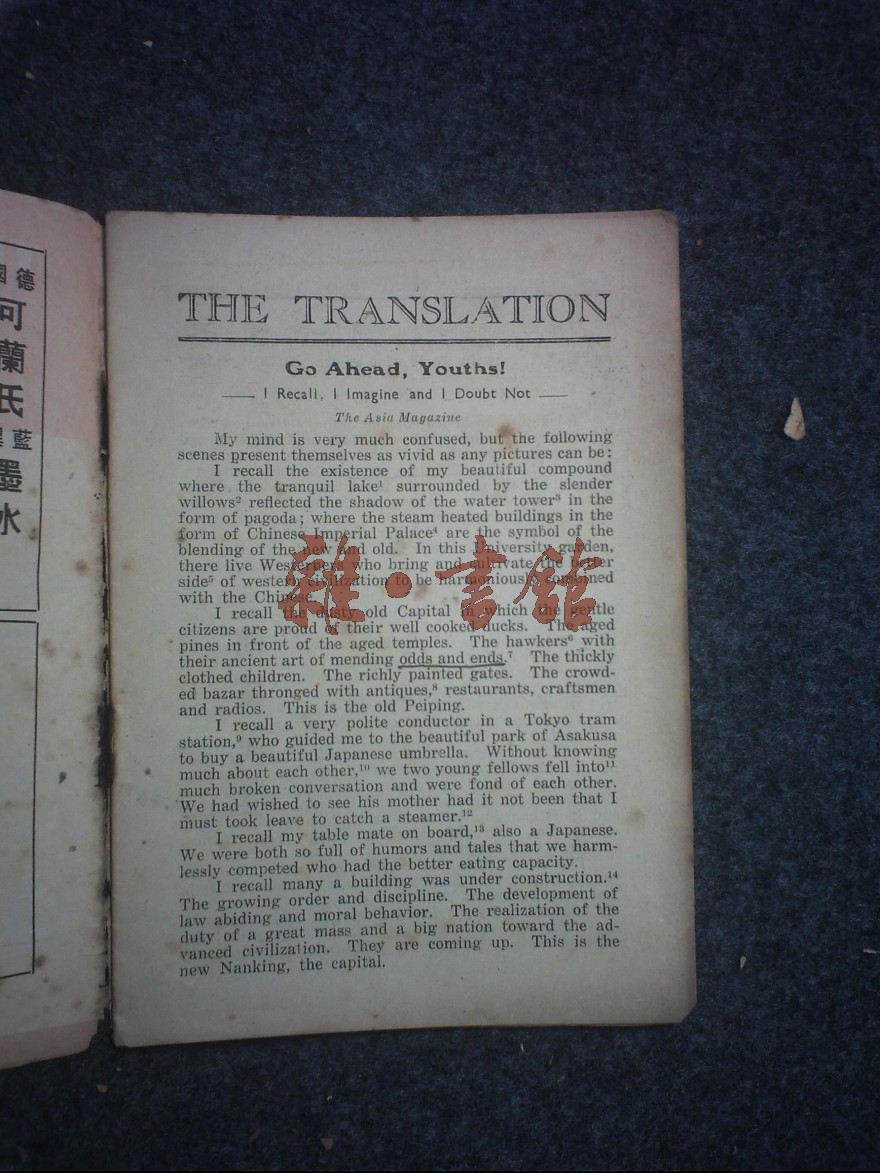 德國
可
蘭
氏
藍
墨
水
THE TRANSLATION
Go Ahead, Youths!
I Recall, I Imagine and I Doubt Not
The Asia Magazine
My mind is very much confused, but the following
scenes present themselves as vivid as any pictures can be:
I recall the existence of my beautiful compound
where the tranquil lake¹ surrounded by the slender
willows² reflected the shadow of the water tower³ in the
form of pagoda; where the steam heated buildings in the
form of Chinese Imperial Palace⁴ are the symbol of the
blending of the new and old. In this University garden,
there live Westerners who bring and cultivate the better
side⁵ of western civilization to be harmoniously combined
with the Chinese.
I recall the dusty old Capital in which the gentle
citizens are proud of their well cooked ducks. The aged
pines in front of the aged temples. The hawkers⁶ with
their ancient art of mending odds and ends.⁷ The thickly
clothed children. The richly painted gates. The crowd-
ed bazar thronged with antiques,⁸ restaurants, craftsmen
and radios. This is the old Peiping.
I recall a very polite conductor in a Tokyo tram
station,⁹ who guided me to the beautiful park of Asakusa
to buy a beautiful Japanese umbrella. Without knowing
much about each other,¹⁰ we two young fellows fell into¹¹
much broken conversation and were fond of each other.
We had wished to see his mother had it not been that I
must took leave to catch a steamer.¹²
I recall my table mate on board,¹³ also a Japanese.
We were both so full of humors and tales that we harm-
lessly competed who had the better eating capacity.
I recall many a building was under construction.¹⁴
The growing order and discipline. The development of
law abiding and moral behavior. The realization of the
duty of a great mass and a big nation toward the ad-
vanced civilization. They are coming up. This is the
new Nanking, the capital.
雜·書館